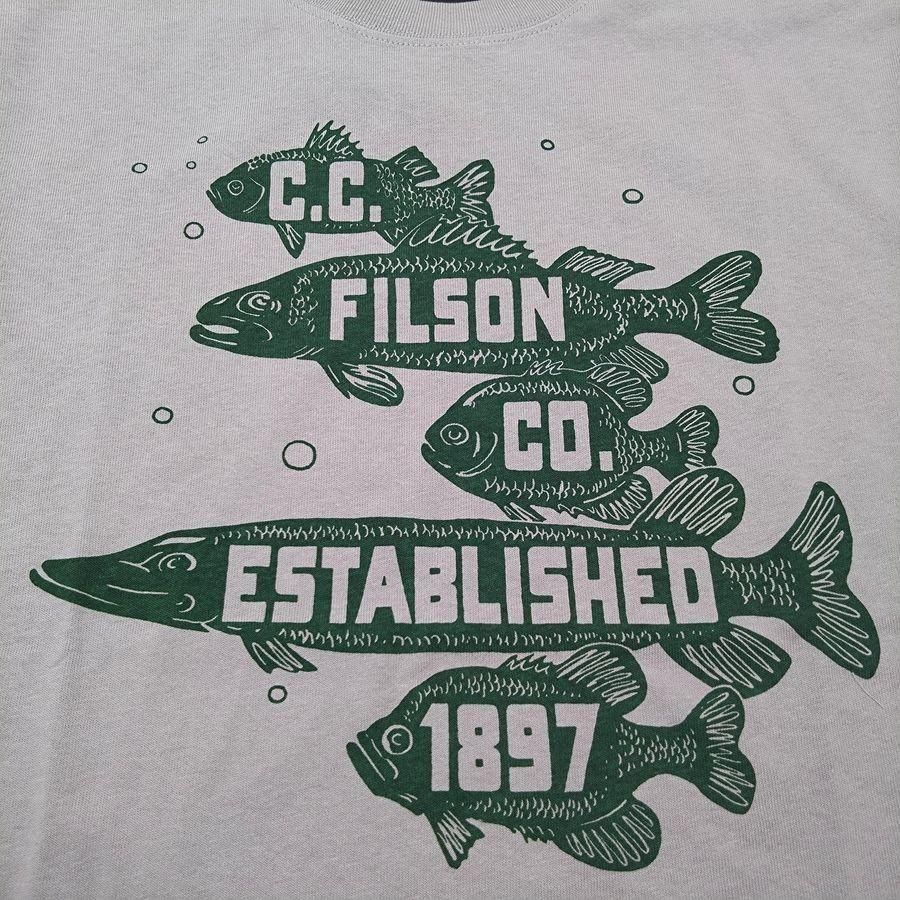 C.C.
FILSON
CO.
ESTABLISHED
1897